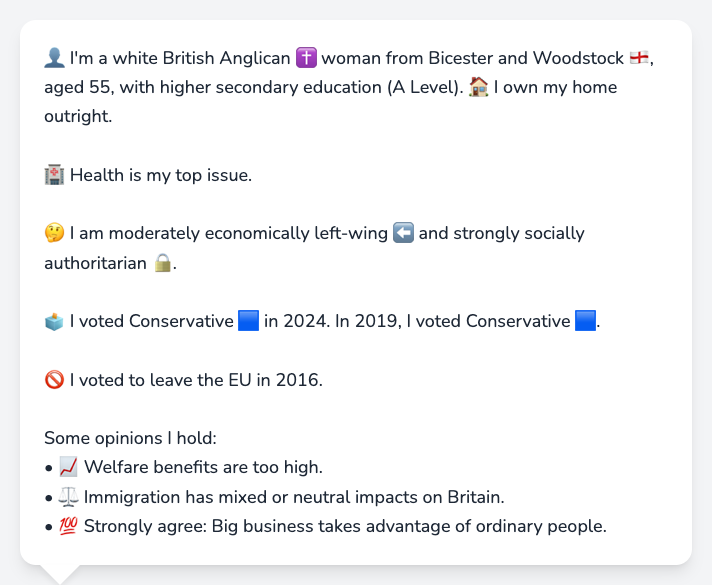 👤 I'm a white British Anglican ✝️ woman from Bicester and Woodstock 🏴󠁧󠁢󠁥󠁮󠁧󠁿,
aged 55, with higher secondary education (A Level). 🏠 I own my home
outright.
🏥 Health is my top issue.
🤔 I am moderately economically left-wing ⬅️ and strongly socially
authoritarian 🔒.
🗳️ I voted Conservative 🟦 in 2024. In 2019, I voted Conservative 🟦.
🚫 I voted to leave the EU in 2016.
Some opinions I hold:
• 📈 Welfare benefits are too high.
• ⚖️ Immigration has mixed or neutral impacts on Britain.
• 💯 Strongly agree: Big business takes advantage of ordinary people.